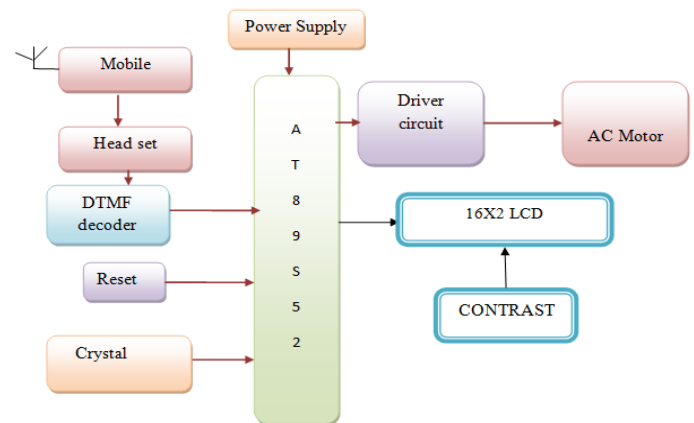 Power Supply
Mobile
Head set
DTMF
decoder
Reset
Crystal
A
T
8
9
S
5
2
Driver
circuit
AC Motor
16X2 LCD
CONTRAST